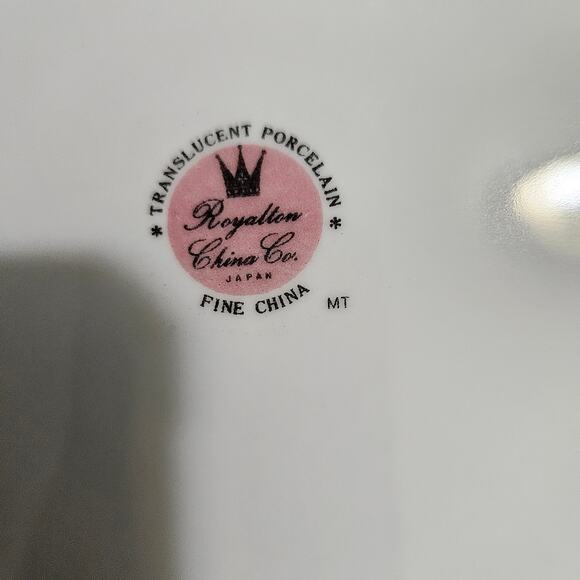 * TRANSLUCENT PORCELAIN *
Royalton
China Co.
JAPAN
FINE CHINA
MT